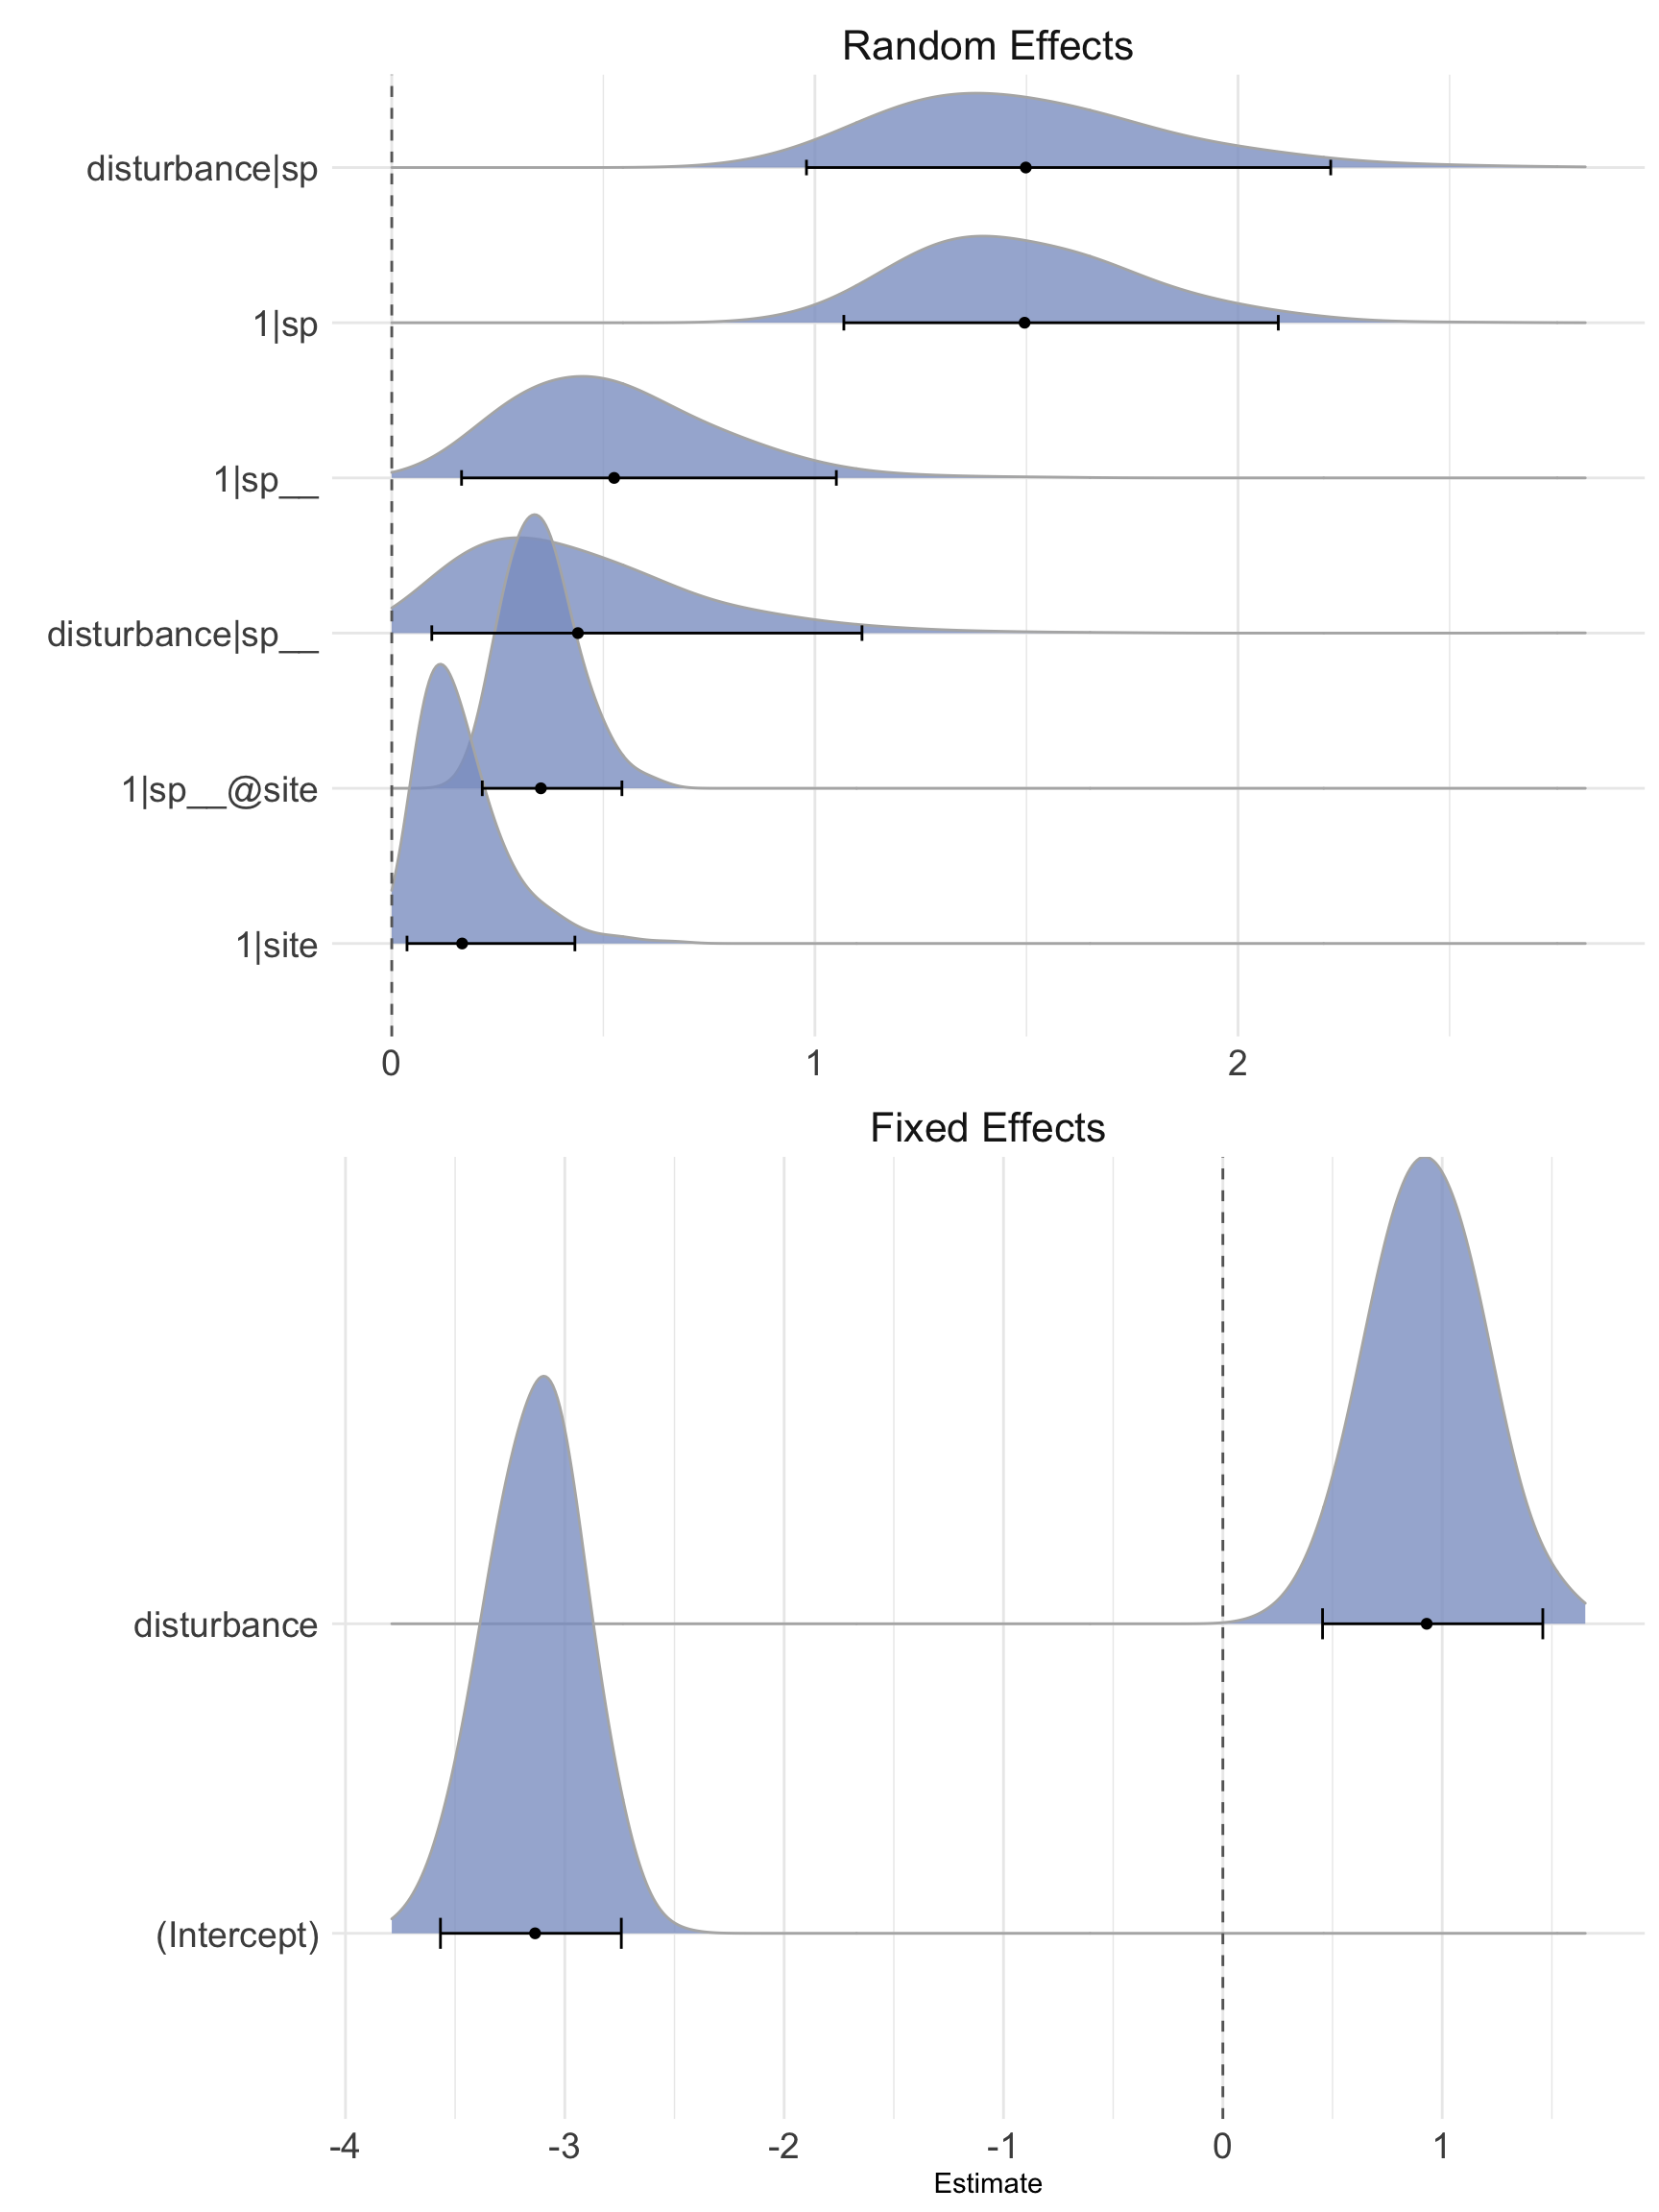 Random Effects
disturbance|sp
1|sp
1|sp__
disturbance|sp__
1|sp__@site
1|site
0 1 2
Fixed Effects
disturbance
(Intercept)
-4 -3 -2 -1 0 1
Estimate